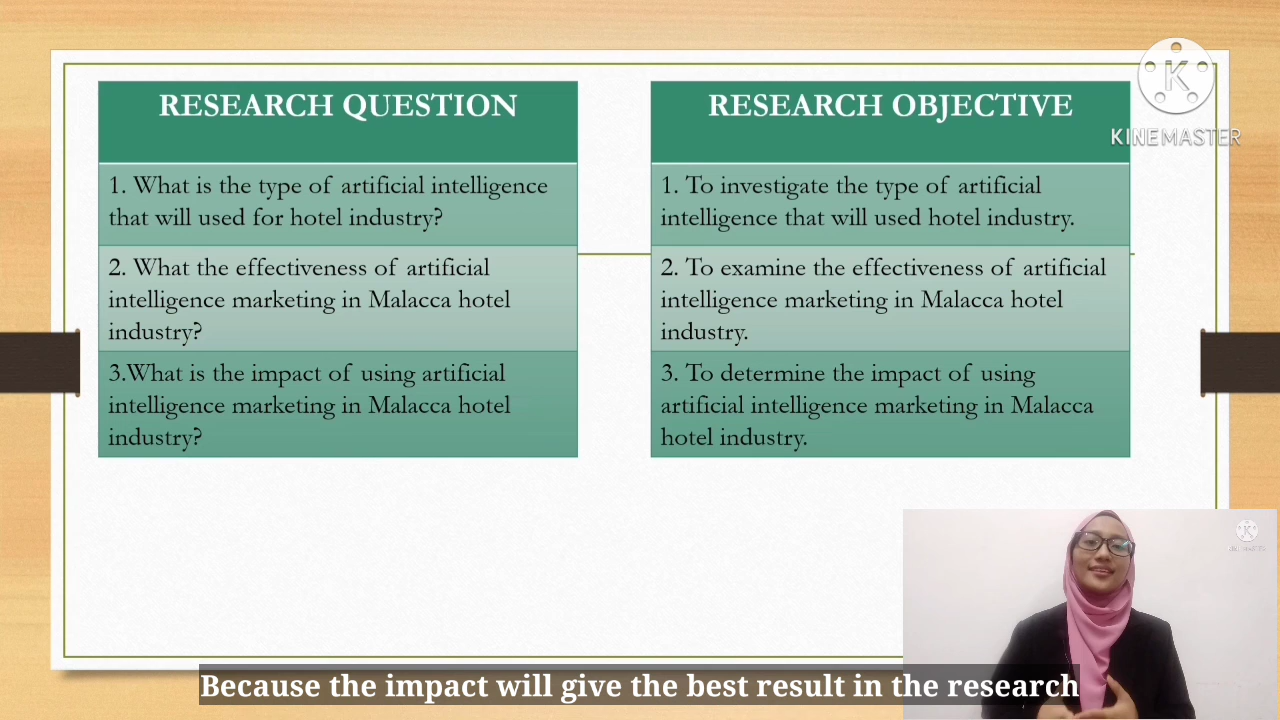 RESEARCH QUESTION
1. What is the type of artificial intelligence
that will used for hotel industry?
2. What the effectiveness of artificial
intelligence marketing in Malacca hotel
industry?
3.What is the impact of using artificial
intelligence marketing in Malacca hotel
industry?
RESEARCH OBJECTIVE
1. To investigate the type of artificial
intelligence that will used hotel industry.
2. To examine the effectiveness of artificial
intelligence marketing in Malacca hotel
industry.
3. To determine the impact of using
artificial intelligence marketing in Malacca
hotel industry.
K
KINEMASTER
K
Because the impact will give the best result in the research